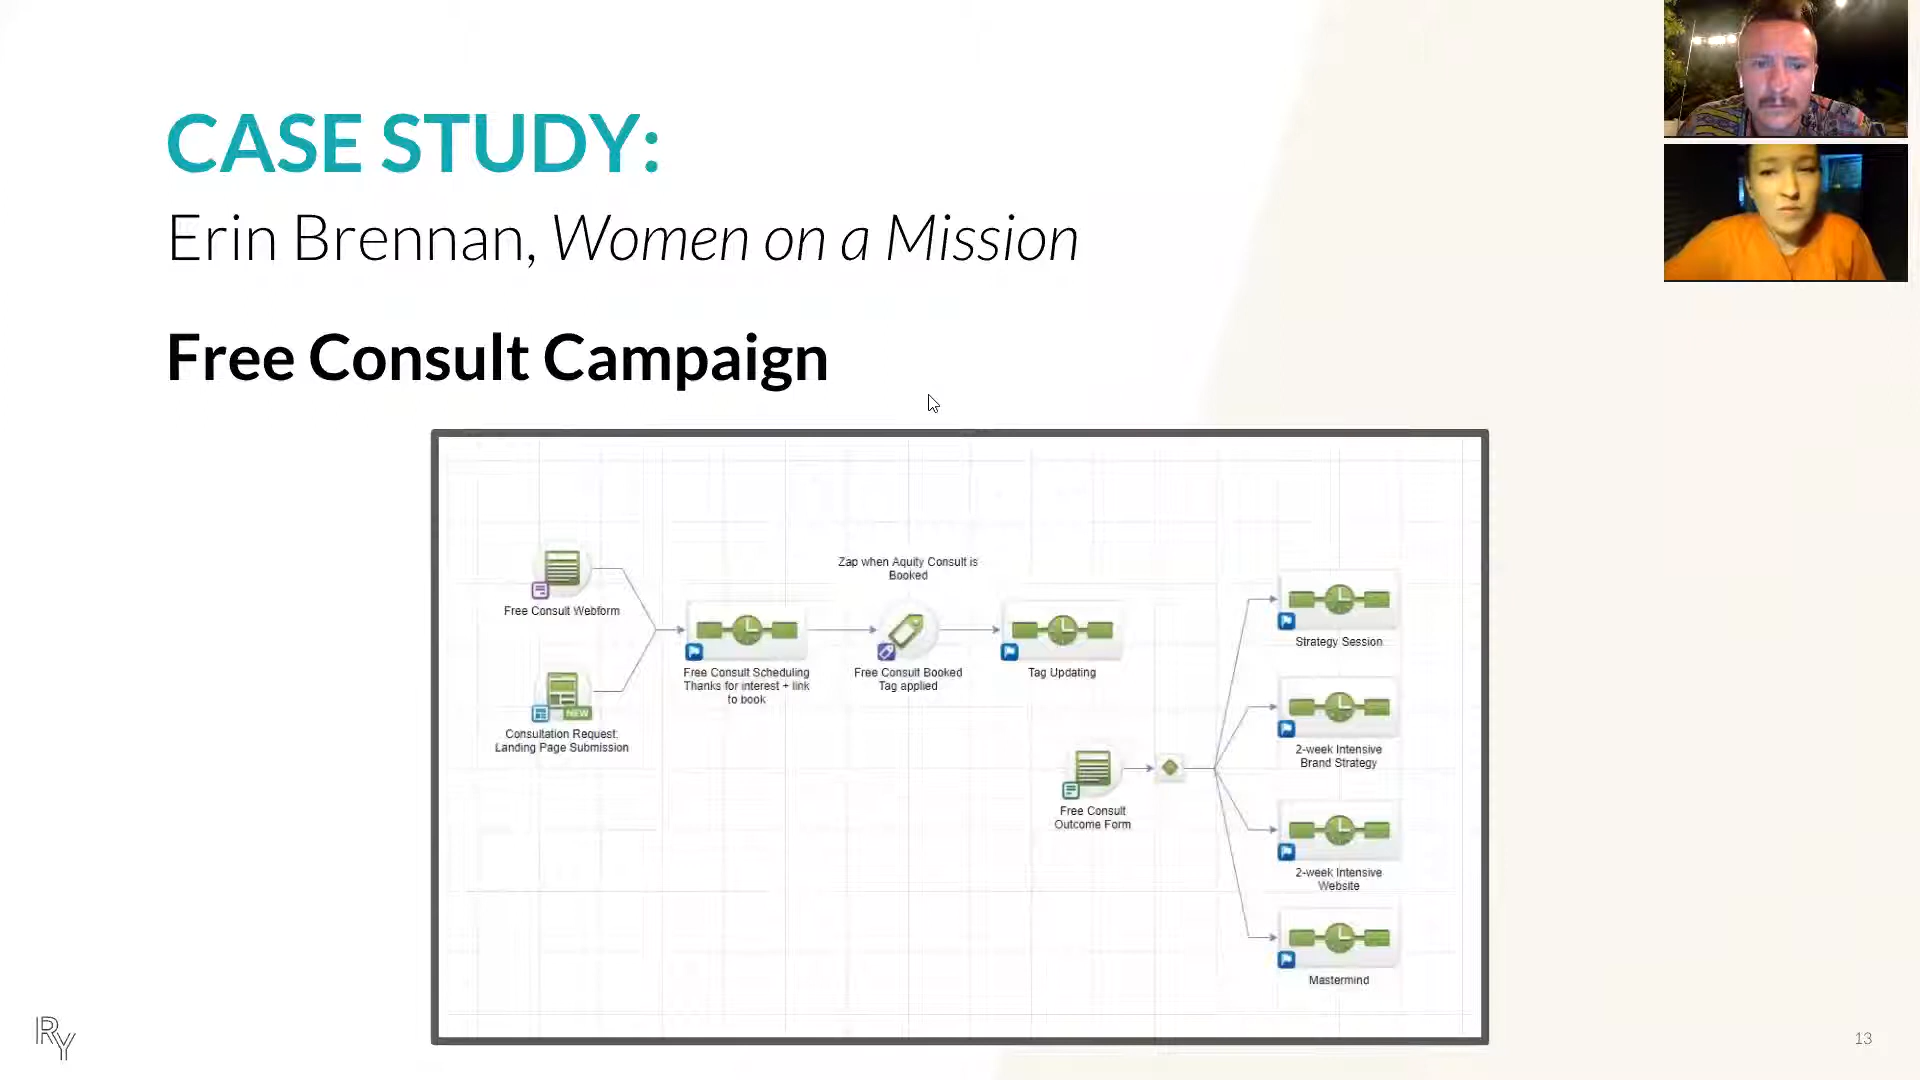 CASE STUDY:
Erin Brennan, Women on a Mission
Free Consult Campaign
Zap when Aquity Consult is
Booked
Free Consult Webform
Free Consult Scheduling
Thanks for interest + link
to book
Free Consult Booked
Tag applied
Tag Updating
NEW
Consultation Request:
Landing Page Submission
Free Consult
Outcome Form
Strategy Session
2-week Intensive
Brand Strategy
2-week Intensive
Website
Mastermind
RY
13